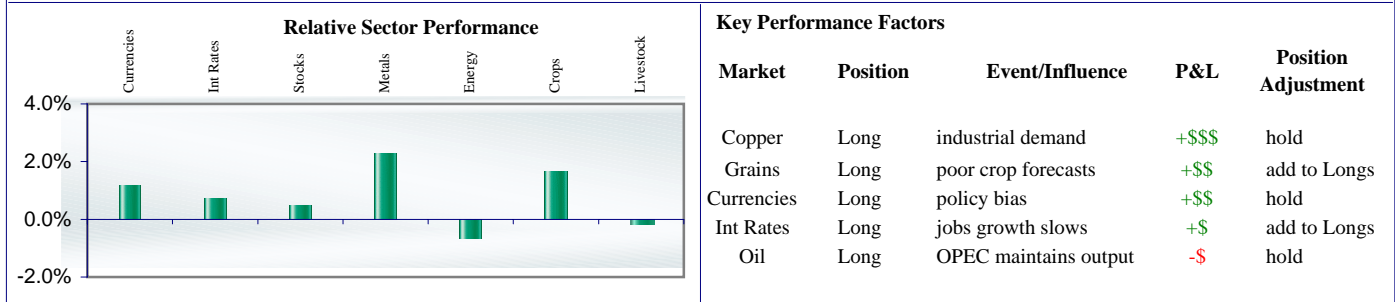 Relative Sector Performance
Currencies
Int Rates
Stocks
Metals
Energy
Crops
Livestock
4.0%
2.0%
0.0%
-2.0%
Key Performance Factors
Market Position Event/Influence P&L Position Adjustment
Copper Long industrial demand +$$$ hold
Grains Long poor crop forecasts +$$ add to Longs
Currencies Long policy bias +$$ hold
Int Rates Long jobs growth slows +$ add to Longs
Oil Long OPEC maintains output -$ hold